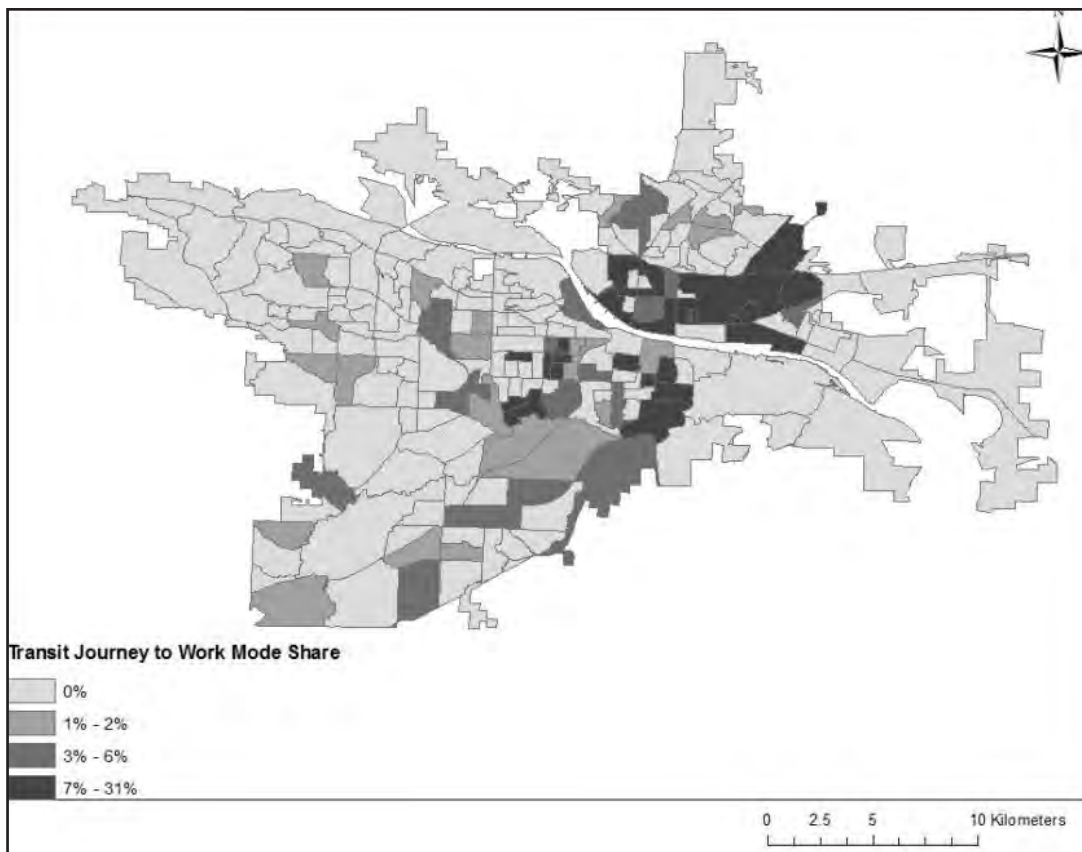 N
Transit Journey to Work Mode Share
0%
1% - 2%
3% - 6%
7% - 31%
0 2.5 5 10 Kilometers